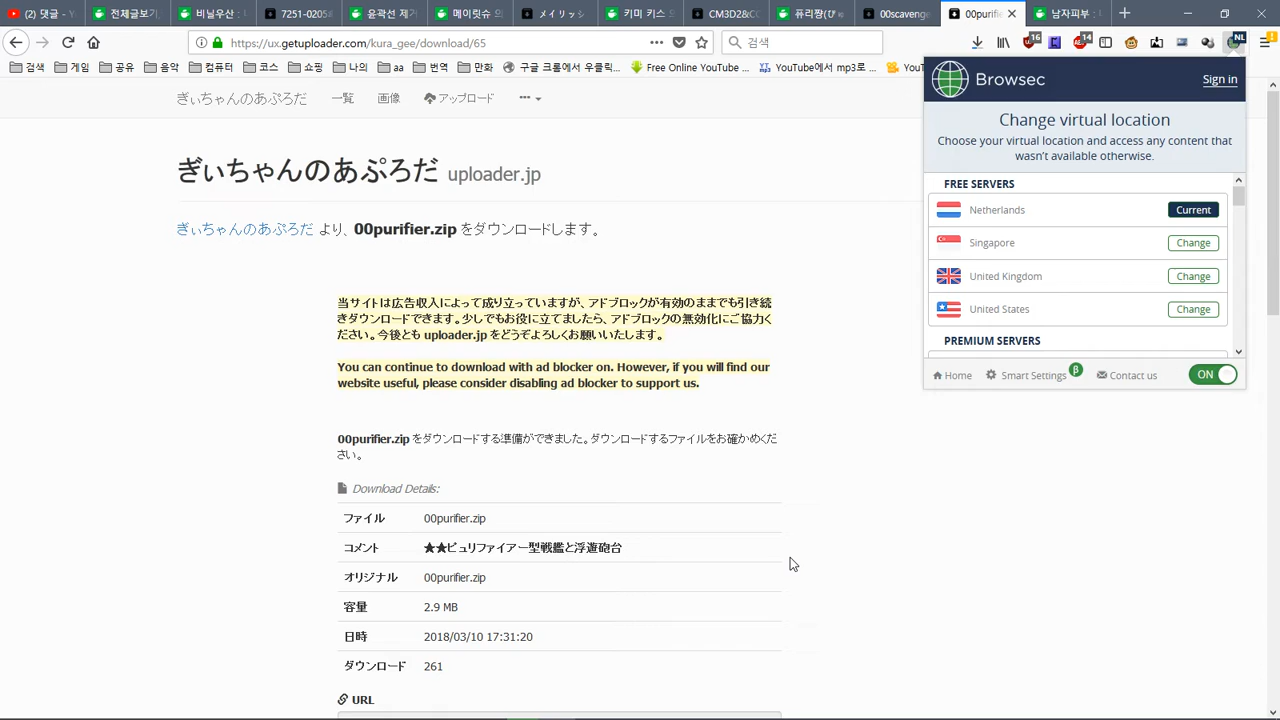 (2) 댓글 - Y
전체글보기
비닐우산 :
7251_0205
윤곽선 제거
메이릿슈 의
メイリッシ
키미 키스 의
CM3D2&C
퓨리쨩(ぴゅ
00scaveng
00purif
남자피부 :
https://ux.getuploader.com/kura_gee/download/65
검색
16
14
NL
검색 게임 공유 음악 컴퓨터 코스 쇼핑 나의 aa 번역 만화 구글 크롬에서 우클릭... Free Online YouTube ... YouTube에서 mp3로 ... YouT
ぎぃちゃんのあぷろだ 一覧 画像 アップロード ...
ぎぃちゃんのあぷろだ uploader.jp
ぎぃちゃんのあぷろだ より、00purifier.zip をダウンロードします。
当サイトは広告収入によって成り立っていますが、アドブロックが有効のままでも引き続
きダウンロードできます。少しでもお役に立てましたら、アドブロックの無効化にご協力く
ださい。今後とも uploader.jp をどうぞよろしくお願いいたします。
You can continue to download with ad blocker on. However, if you will find our
website useful, please consider disabling ad blocker to support us.
00purifier.zip をダウンロードする準備ができました。ダウンロードするファイルをお確かめくだ
さい。
Download Details:
ファイル 00purifier.zip
コメント ★★ピュリファイアー型戦艦と浮遊砲台
オリジナル 00purifier.zip
容量 2.9 MB
日時 2018/03/10 17:31:20
ダウンロード 261
URL
Browsec
Sign in
Change virtual location
Choose your virtual location and access any content that
wasn't available otherwise.
FREE SERVERS
Netherlands Current
Singapore Change
United Kingdom Change
United States Change
PREMIUM SERVERS
Home Smart Settings β Contact us ON